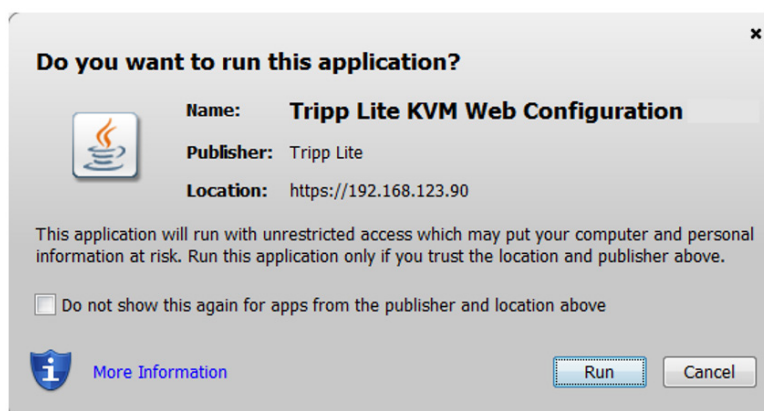 Do you want to run this application?
Name: Tripp Lite KVM Web Configuration
Publisher: Tripp Lite
Location: https://192.168.123.90
This application will run with unrestricted access which may put your computer and personal
information at risk. Run this application only if you trust the location and publisher above.
Do not show this again for apps from the publisher and location above
More Information
Run Cancel